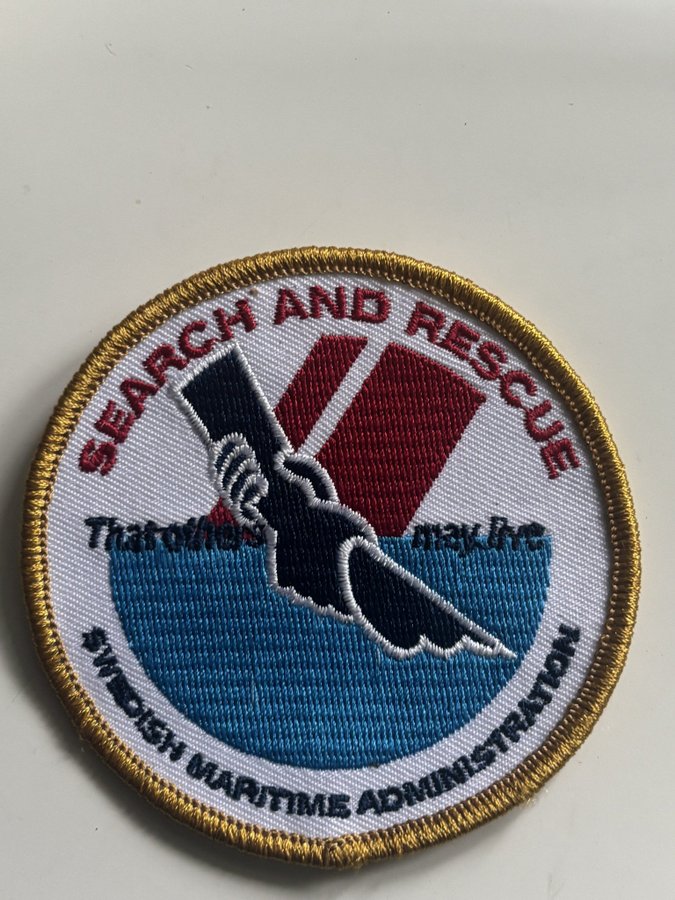 SEARCH AND RESCUE
That others may live
SWEDISH MARITIME ADMINISTRATION